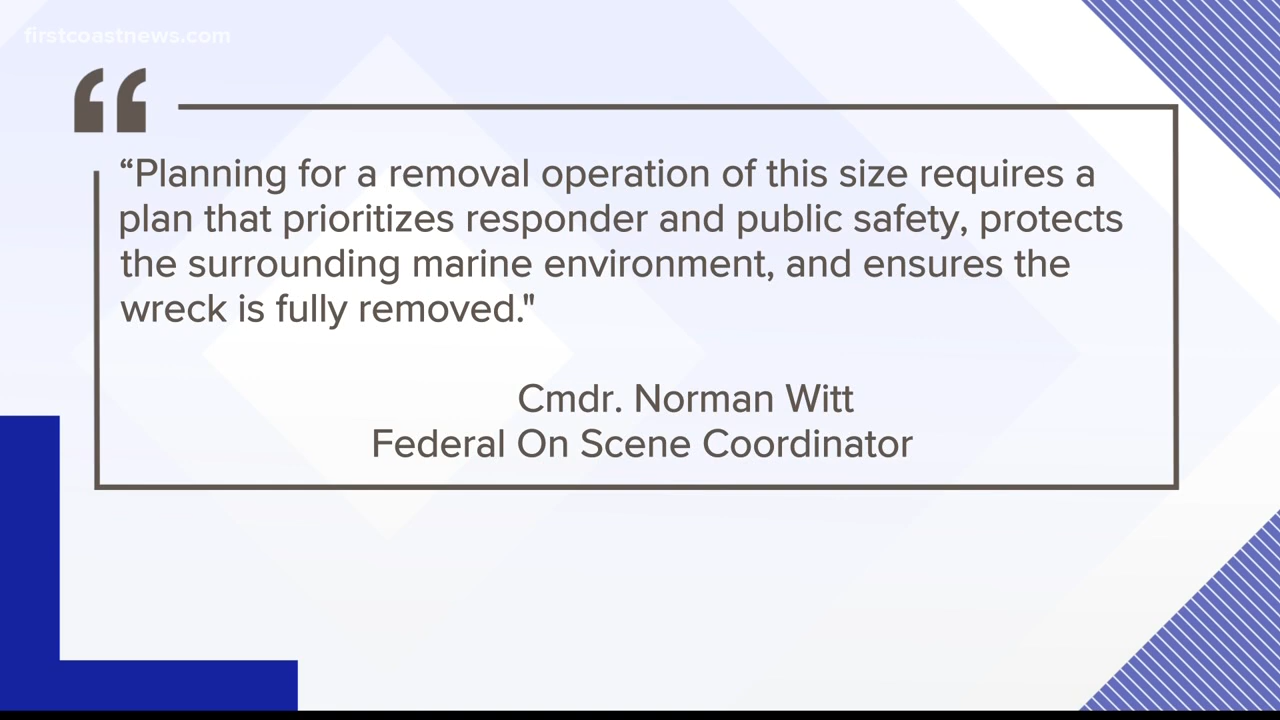 firstcoastnews.com
“Planning for a removal operation of this size requires a
plan that prioritizes responder and public safety, protects
the surrounding marine environment, and ensures the
wreck is fully removed."
Cmdr. Norman Witt
Federal On Scene Coordinator